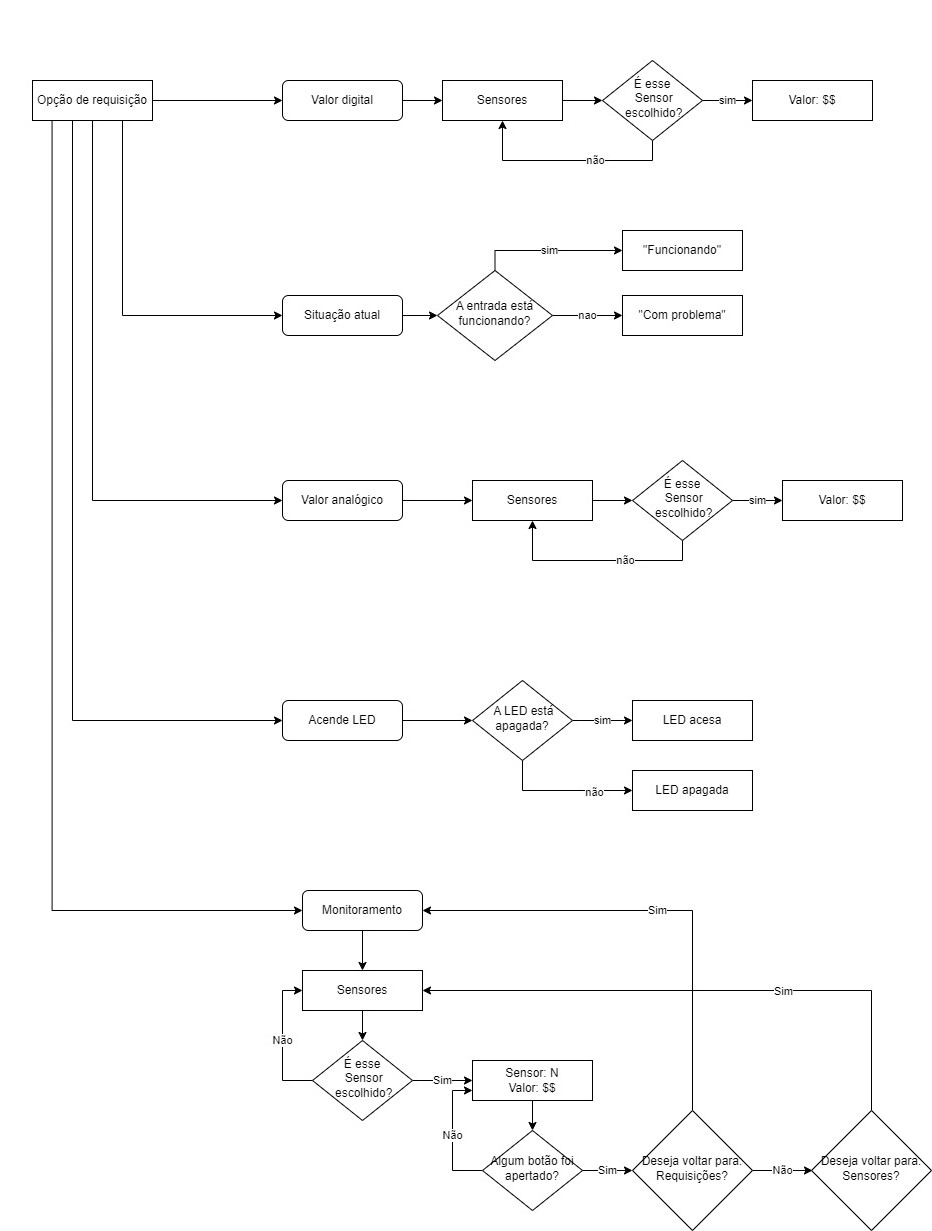 Opção de requisição
Valor digital
Sensores
É esse
Sensor
escolhido?
sim
Valor: $$
não
sim
"Funcionando"
Situação atual
A entrada está
funcionando?
nao
"Com problema"
Valor analógico
Sensores
É esse
Sensor
escolhido?
sim
Valor: $$
não
Acende LED
A LED está
apagada?
sim
LED acesa
não
LED apagada
Monitoramento
Sim
Sensores
Sim
Não
É esse
Sensor
escolhido?
Sim
Sensor: N
Valor: $$
Não
Algum botão foi
apertado?
Sim
Deseja voltar para:
Requisições?
Não
Deseja voltar para:
Sensores?